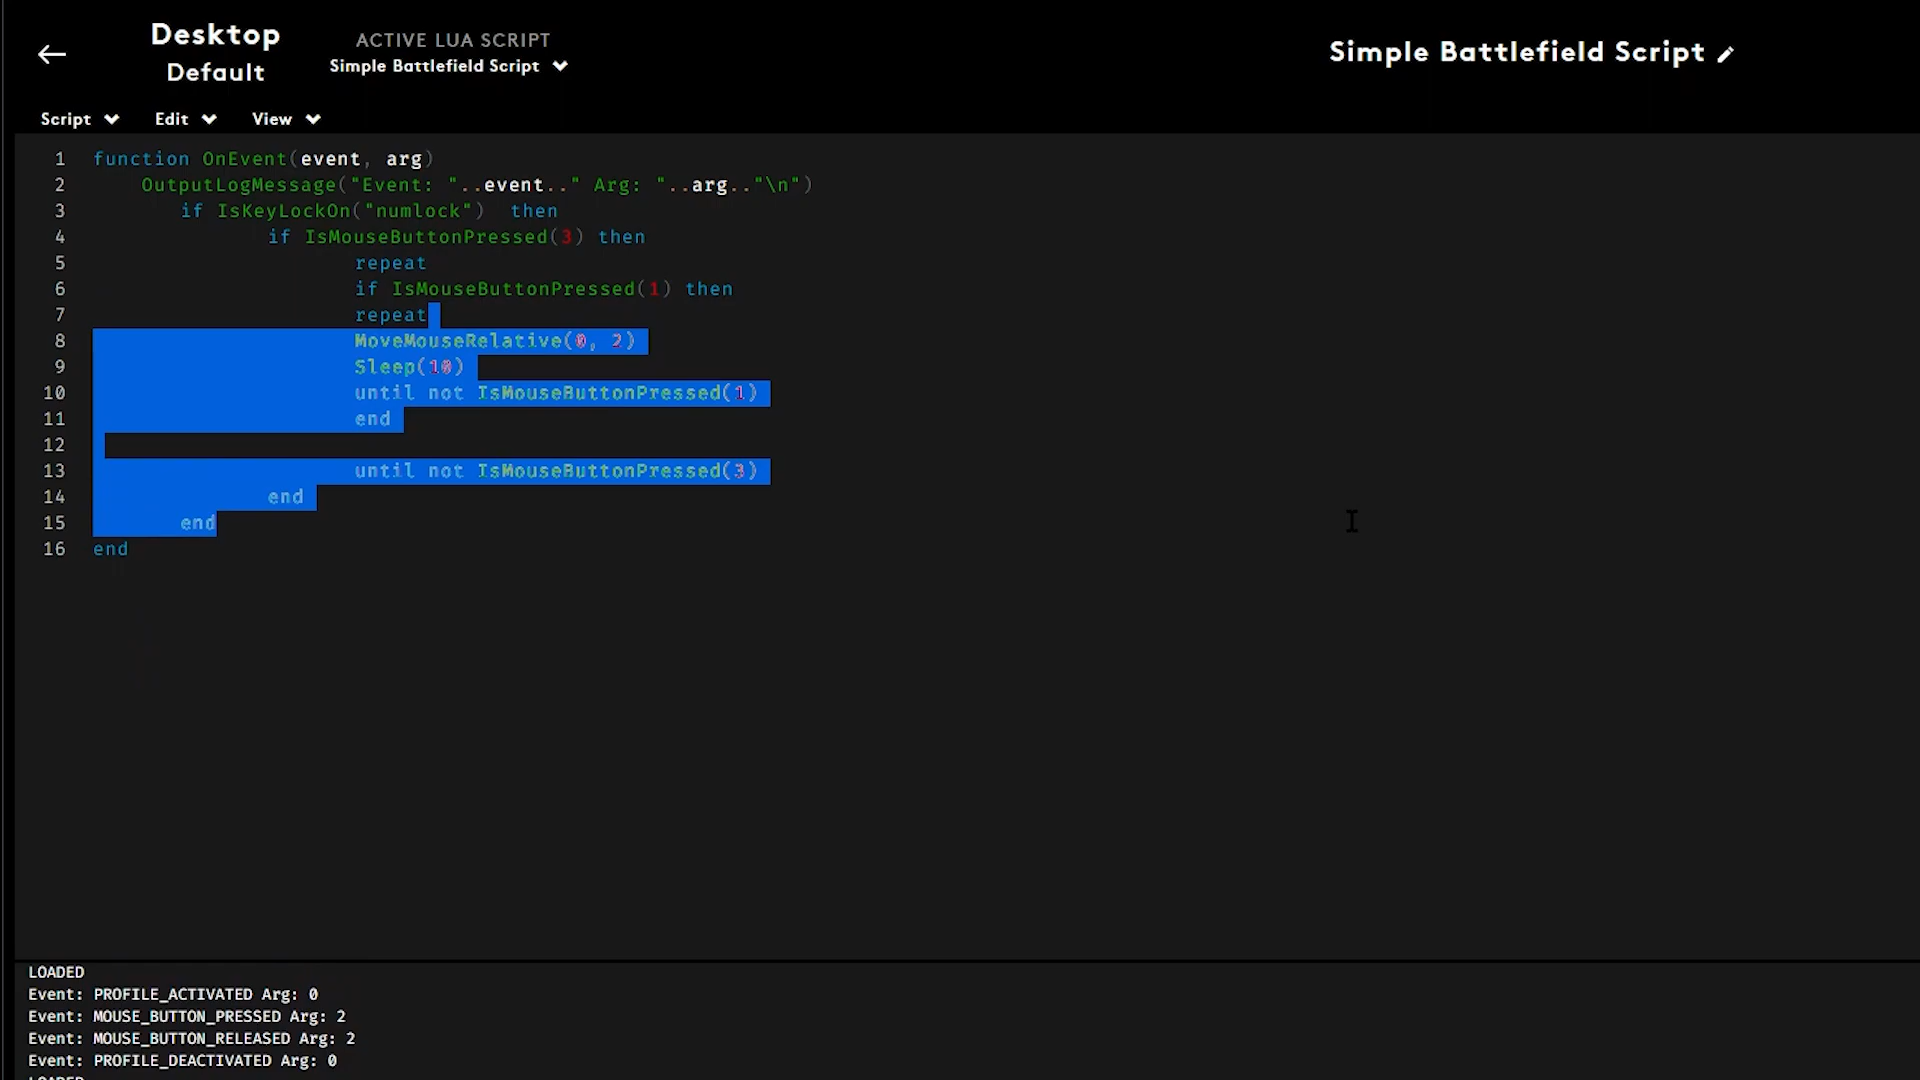 Desktop
Default
ACTIVE LUA SCRIPT
Simple Battlefield Script
Simple Battlefield Script
Script Edit View
1 function OnEvent(event, arg)
2 OutputLogMessage("Event: "..event.." Arg: "..arg.."\n")
3 if IsKeyLockOn("numlock") then
4 if IsMouseButtonPressed(3) then
5 repeat
6 if IsMouseButtonPressed(1) then
7 repeat
8 MoveMouseRelative(0, 2)
9 Sleep(10)
10 until not IsMouseButtonPressed(1)
11 end
12
13 until not IsMouseButtonPressed(3)
14 end
15 end
16 end
LOADED
Event: PROFILE_ACTIVATED Arg: 0
Event: MOUSE_BUTTON_PRESSED Arg: 2
Event: MOUSE_BUTTON_RELEASED Arg: 2
Event: PROFILE_DEACTIVATED Arg: 0
LOADED